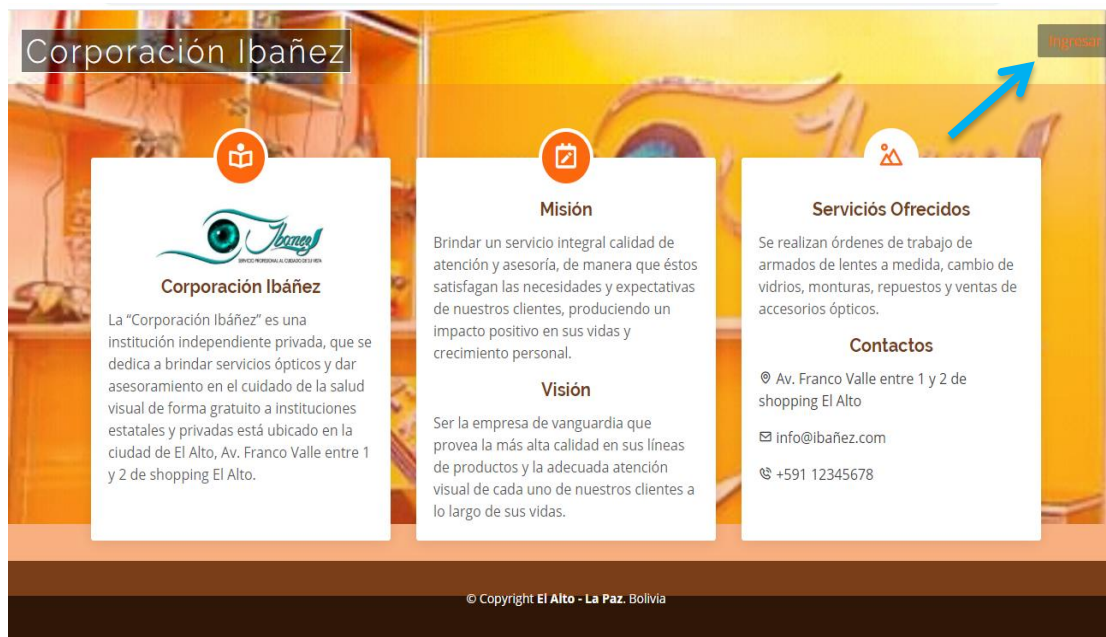 Corporación Ibañez
Ingresar
Ibanez
SERVICIO PROFESIONAL AL CUIDADO DE LA VISTA
Corporación Ibáñez
La “Corporación Ibáñez” es una
institución independiente privada, que se
dedica a brindar servicios ópticos y dar
asesoramiento en el cuidado de la salud
visual de forma gratuito a instituciones
estatales y privadas está ubicado en la
ciudad de El Alto, Av. Franco Valle entre 1
y 2 de shopping El Alto.
Misión
Brindar un servicio integral calidad de
atención y asesoría, de manera que éstos
satisfagan las necesidades y expectativas
de nuestros clientes, produciendo un
impacto positivo en sus vidas y
crecimiento personal.
Visión
Ser la empresa de vanguardia que
provea la más alta calidad en sus líneas
de productos y la adecuada atención
visual de cada uno de nuestros clientes a
lo largo de sus vidas.
Serviciós Ofrecidos
Se realizan órdenes de trabajo de
armados de lentes a medida, cambio de
vidrios, monturas, repuestos y ventas de
accesorios ópticos.
Contactos
Av. Franco Valle entre 1 y 2 de
shopping El Alto
info@ibañez.com
+591 12345678
© Copyright El Alto - La Paz. Bolivia